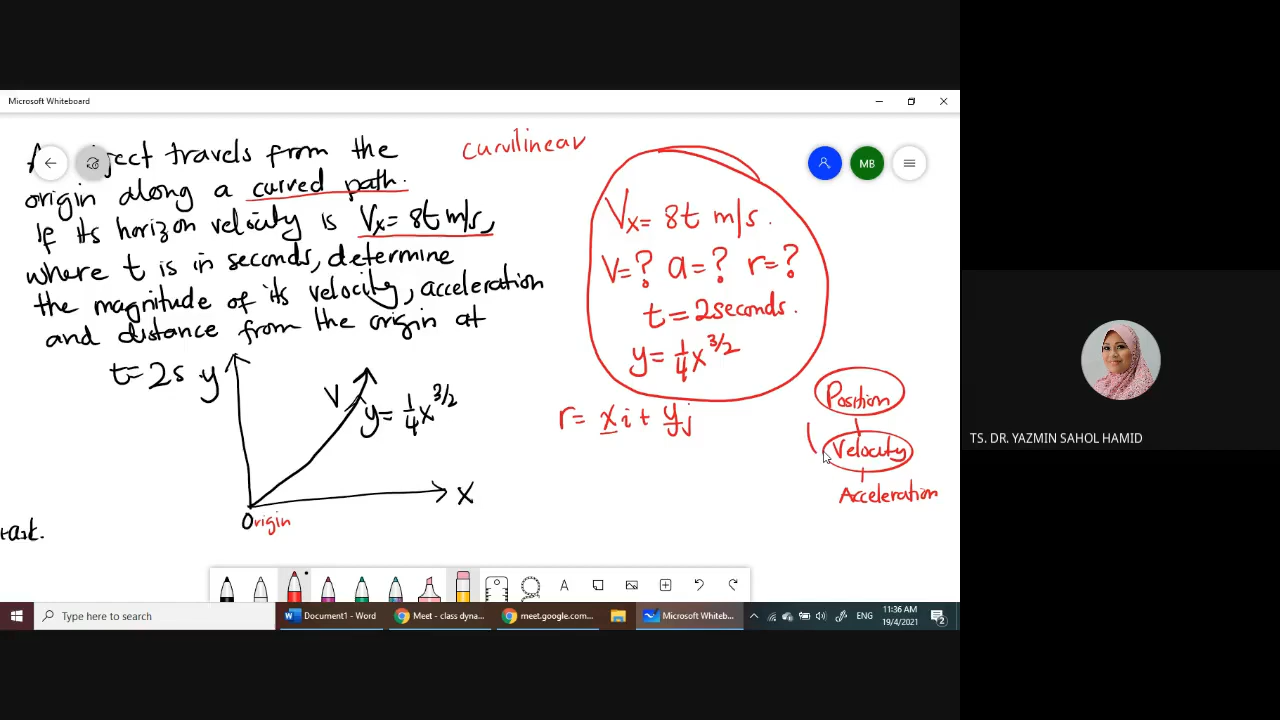 Microsoft Whiteboard
ject travels from the
origin along a curved path.
If its horizon velocity is Vx = 8t m/s,
where t is in seconds, determine
the magnitude of its velocity, acceleration
and distance from the origin at
t = 2s
y
V
y = 1/4 x^3/2
X
Origin
task.
curvilinear
Vx = 8t m/s.
V = ? a = ? r = ?
t = 2 seconds.
y = 1/4 x^3/2
r = xi + yj
Position
Velocity
Acceleration
MB
TS. DR. YAZMIN SAHOL HAMID
A
Type here to search
Document1 - Word
Meet - class dyna...
meet.google.com...
Microsoft Whiteb...
ENG
11:36 AM
19/4/2021
2